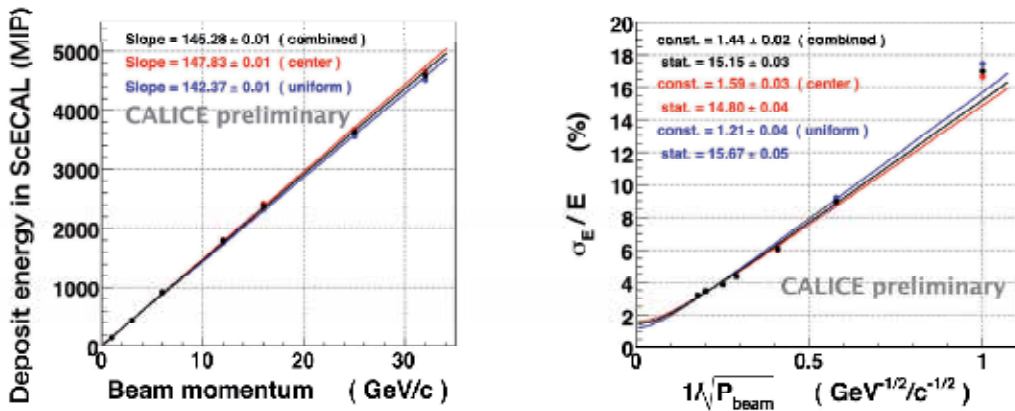 Deposit energy in ScECAL (MIP)
5000
4000
3000
2000
1000
0
Slope = 145.28 ± 0.01 ( combined )
Slope = 147.83 ± 0.01 ( center )
Slope = 142.37 ± 0.01 ( uniform )
CALICE preliminary
0 10 20 30
Beam momentum ( GeV/c )
σE / E (%)
20
18
16
14
12
10
8
6
4
2
0
const. = 1.44 ± 0.02 ( combined )
stat. = 15.15 ± 0.03
const. = 1.59 ± 0.03 ( center )
stat. = 14.80 ± 0.04
const. = 1.21 ± 0.04 ( uniform )
stat. = 15.67 ± 0.05
CALICE preliminary
0 0.5 1
1/√Pbeam ( GeV-1/2/c-1/2 )